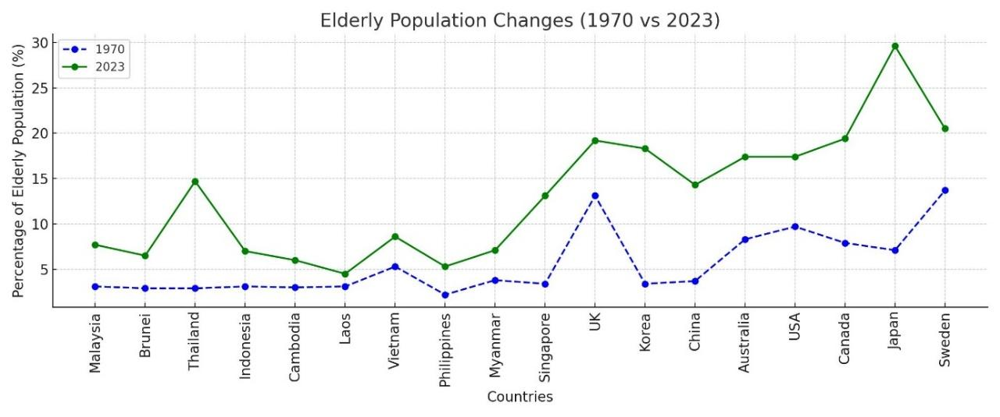 Elderly Population Changes (1970 vs 2023)
Percentage of Elderly Population (%)
30
25
20
15
10
5
1970
2023
Malaysia
Brunei
Thailand
Indonesia
Cambodia
Laos
Vietnam
Philippines
Myanmar
Singapore
UK
Korea
China
Australia
USA
Canada
Japan
Sweden
Countries